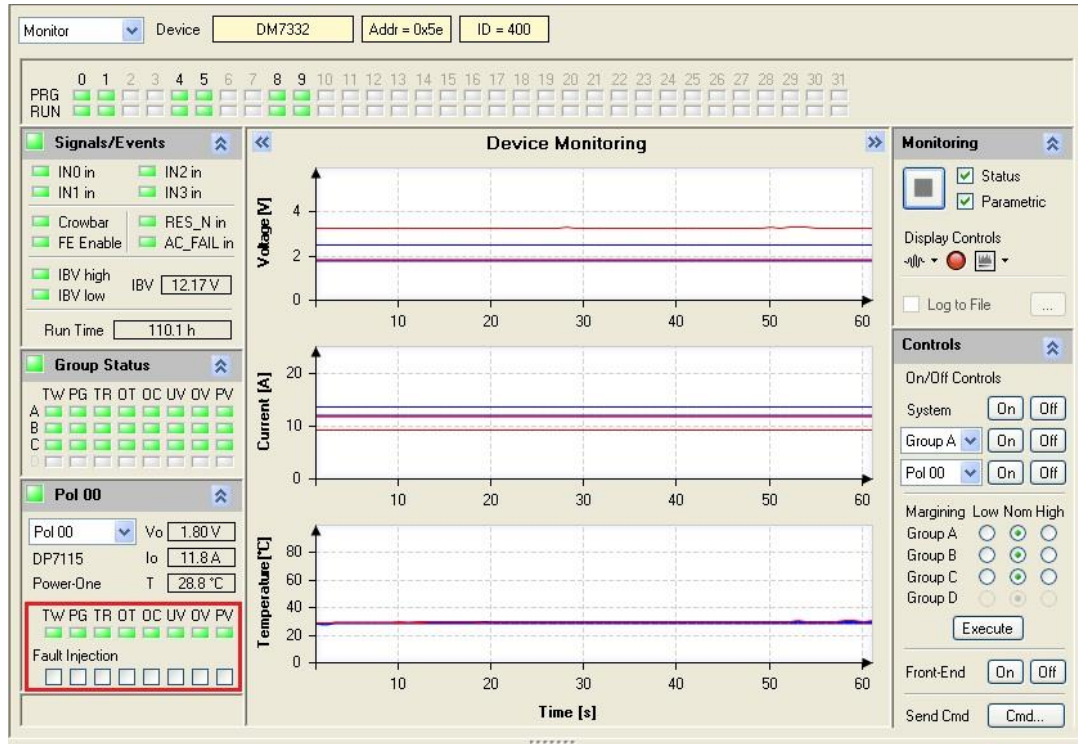 Monitor Device DM7332 Addr = 0x5e ID = 400
0 1 2 3 4 5 6 7 8 9 10 11 12 13 14 15 16 17 18 19 20 21 22 23 24 25 26 27 28 29 30 31
PRG
RUN
Signals/Events
IN0 in IN2 in
IN1 in IN3 in
Crowbar RES_N in
FE Enable AC_FAIL in
IBV high
IBV low
IBV 12.17 V
Run Time 110.1 h
Group Status
TW PG TR OT OC UV OV PV
A
B
C
D
Pol 00
Pol 00 Vo 1.80 V
DP7115 Io 11.8 A
Power-One T 28.8 °C
TW PG TR OT OC UV OV PV
Fault Injection
Device Monitoring
Voltage [V]
4
2
0
10 20 30 40 50 60
Current [A]
20
10
0
10 20 30 40 50 60
Temperature [°C]
80
60
40
20
0
10 20 30 40 50 60
Time [s]
Monitoring
Status
Parametric
Display Controls
Log to File ...
Controls
On/Off Controls
System On Off
Group A On Off
Pol 00 On Off
Margining Low Nom High
Group A
Group B
Group C
Group D
Execute
Front-End On Off
Send Cmd Cmd...